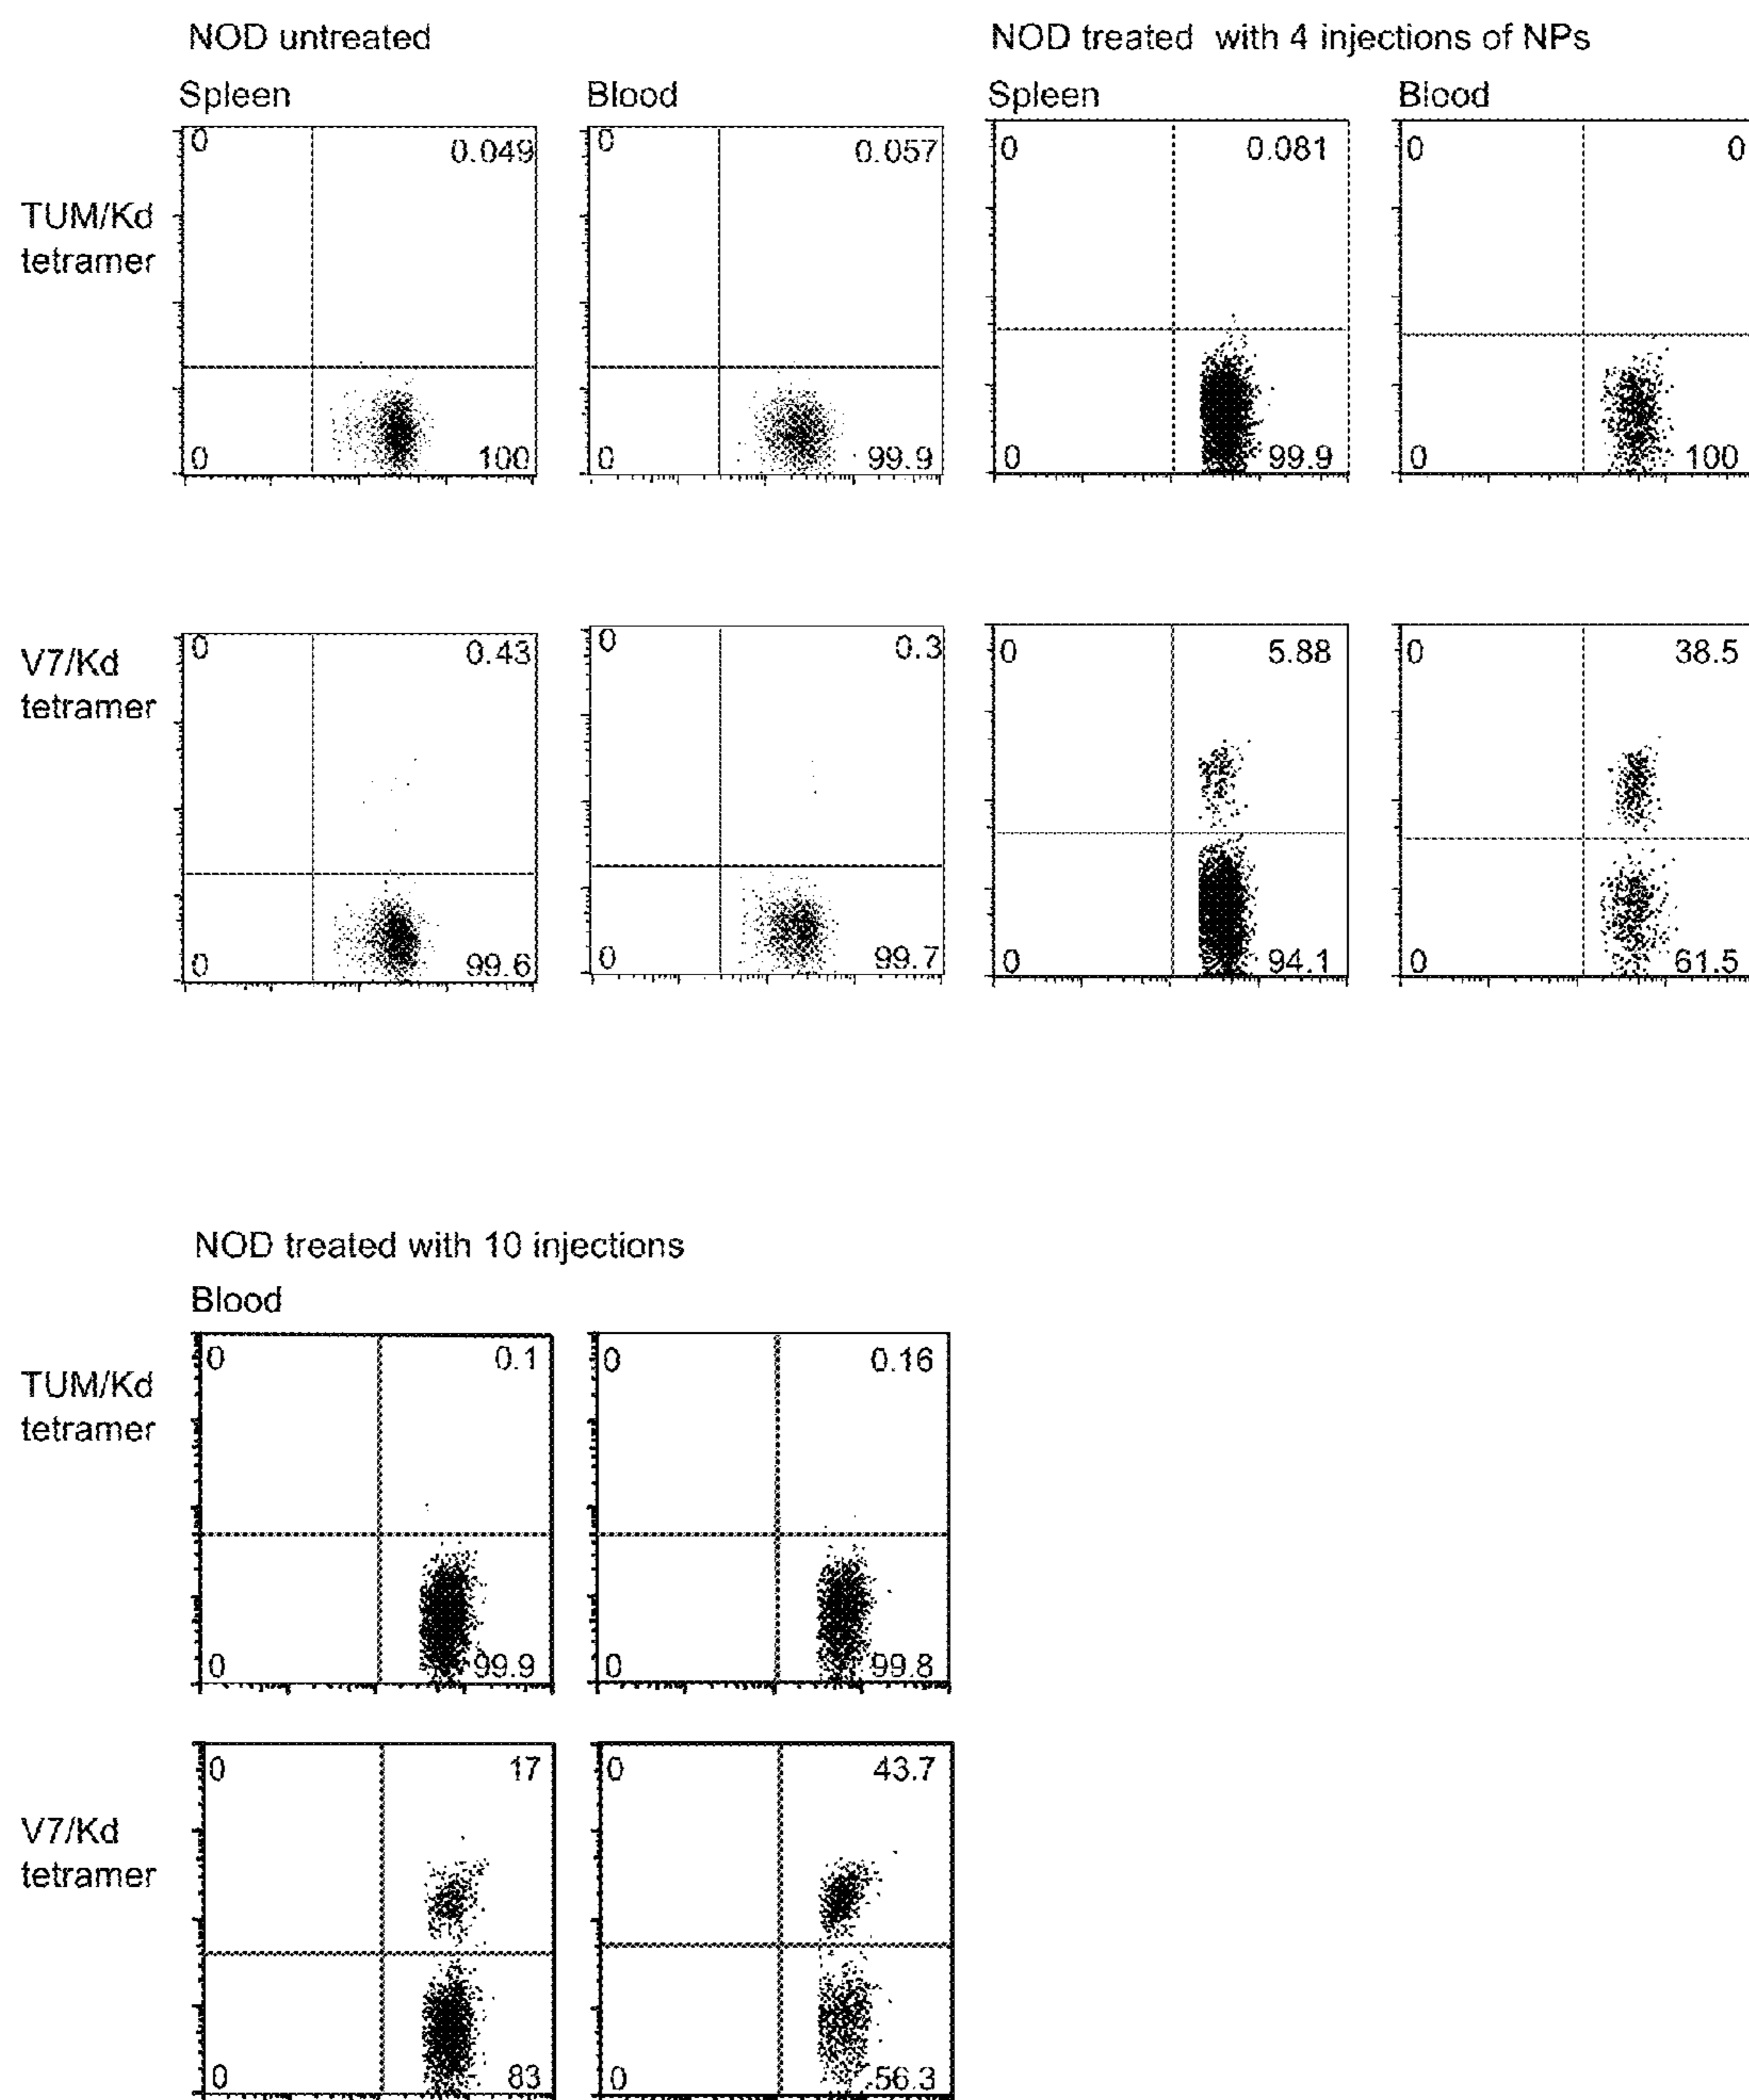 NOD untreated
NOD treated with 4 injections of NPs
Spleen
Blood
Spleen
Blood
TUM/Kd
tetramer
0 0.049
0 100
0 0.057
0 99.9
0 0.081
0 99.9
0 0
0 100
V7/Kd
tetramer
0 0.43
0 99.6
0 0.3
0 99.7
0 5.88
0 94.1
0 38.5
0 61.5
NOD treated with 10 injections
Blood
TUM/Kd
tetramer
0 0.1
0 99.9
0 0.16
0 99.8
V7/Kd
tetramer
0 17
0 83
0 43.7
0 56.3